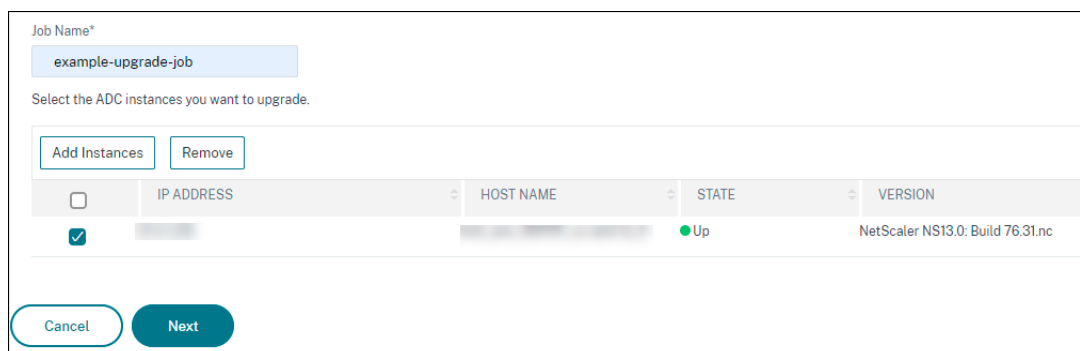 Job Name*
example-upgrade-job
Select the ADC instances you want to upgrade.
Add Instances Remove
IP ADDRESS HOST NAME STATE VERSION
Up NetScaler NS13.0: Build 76.31.nc
Cancel Next